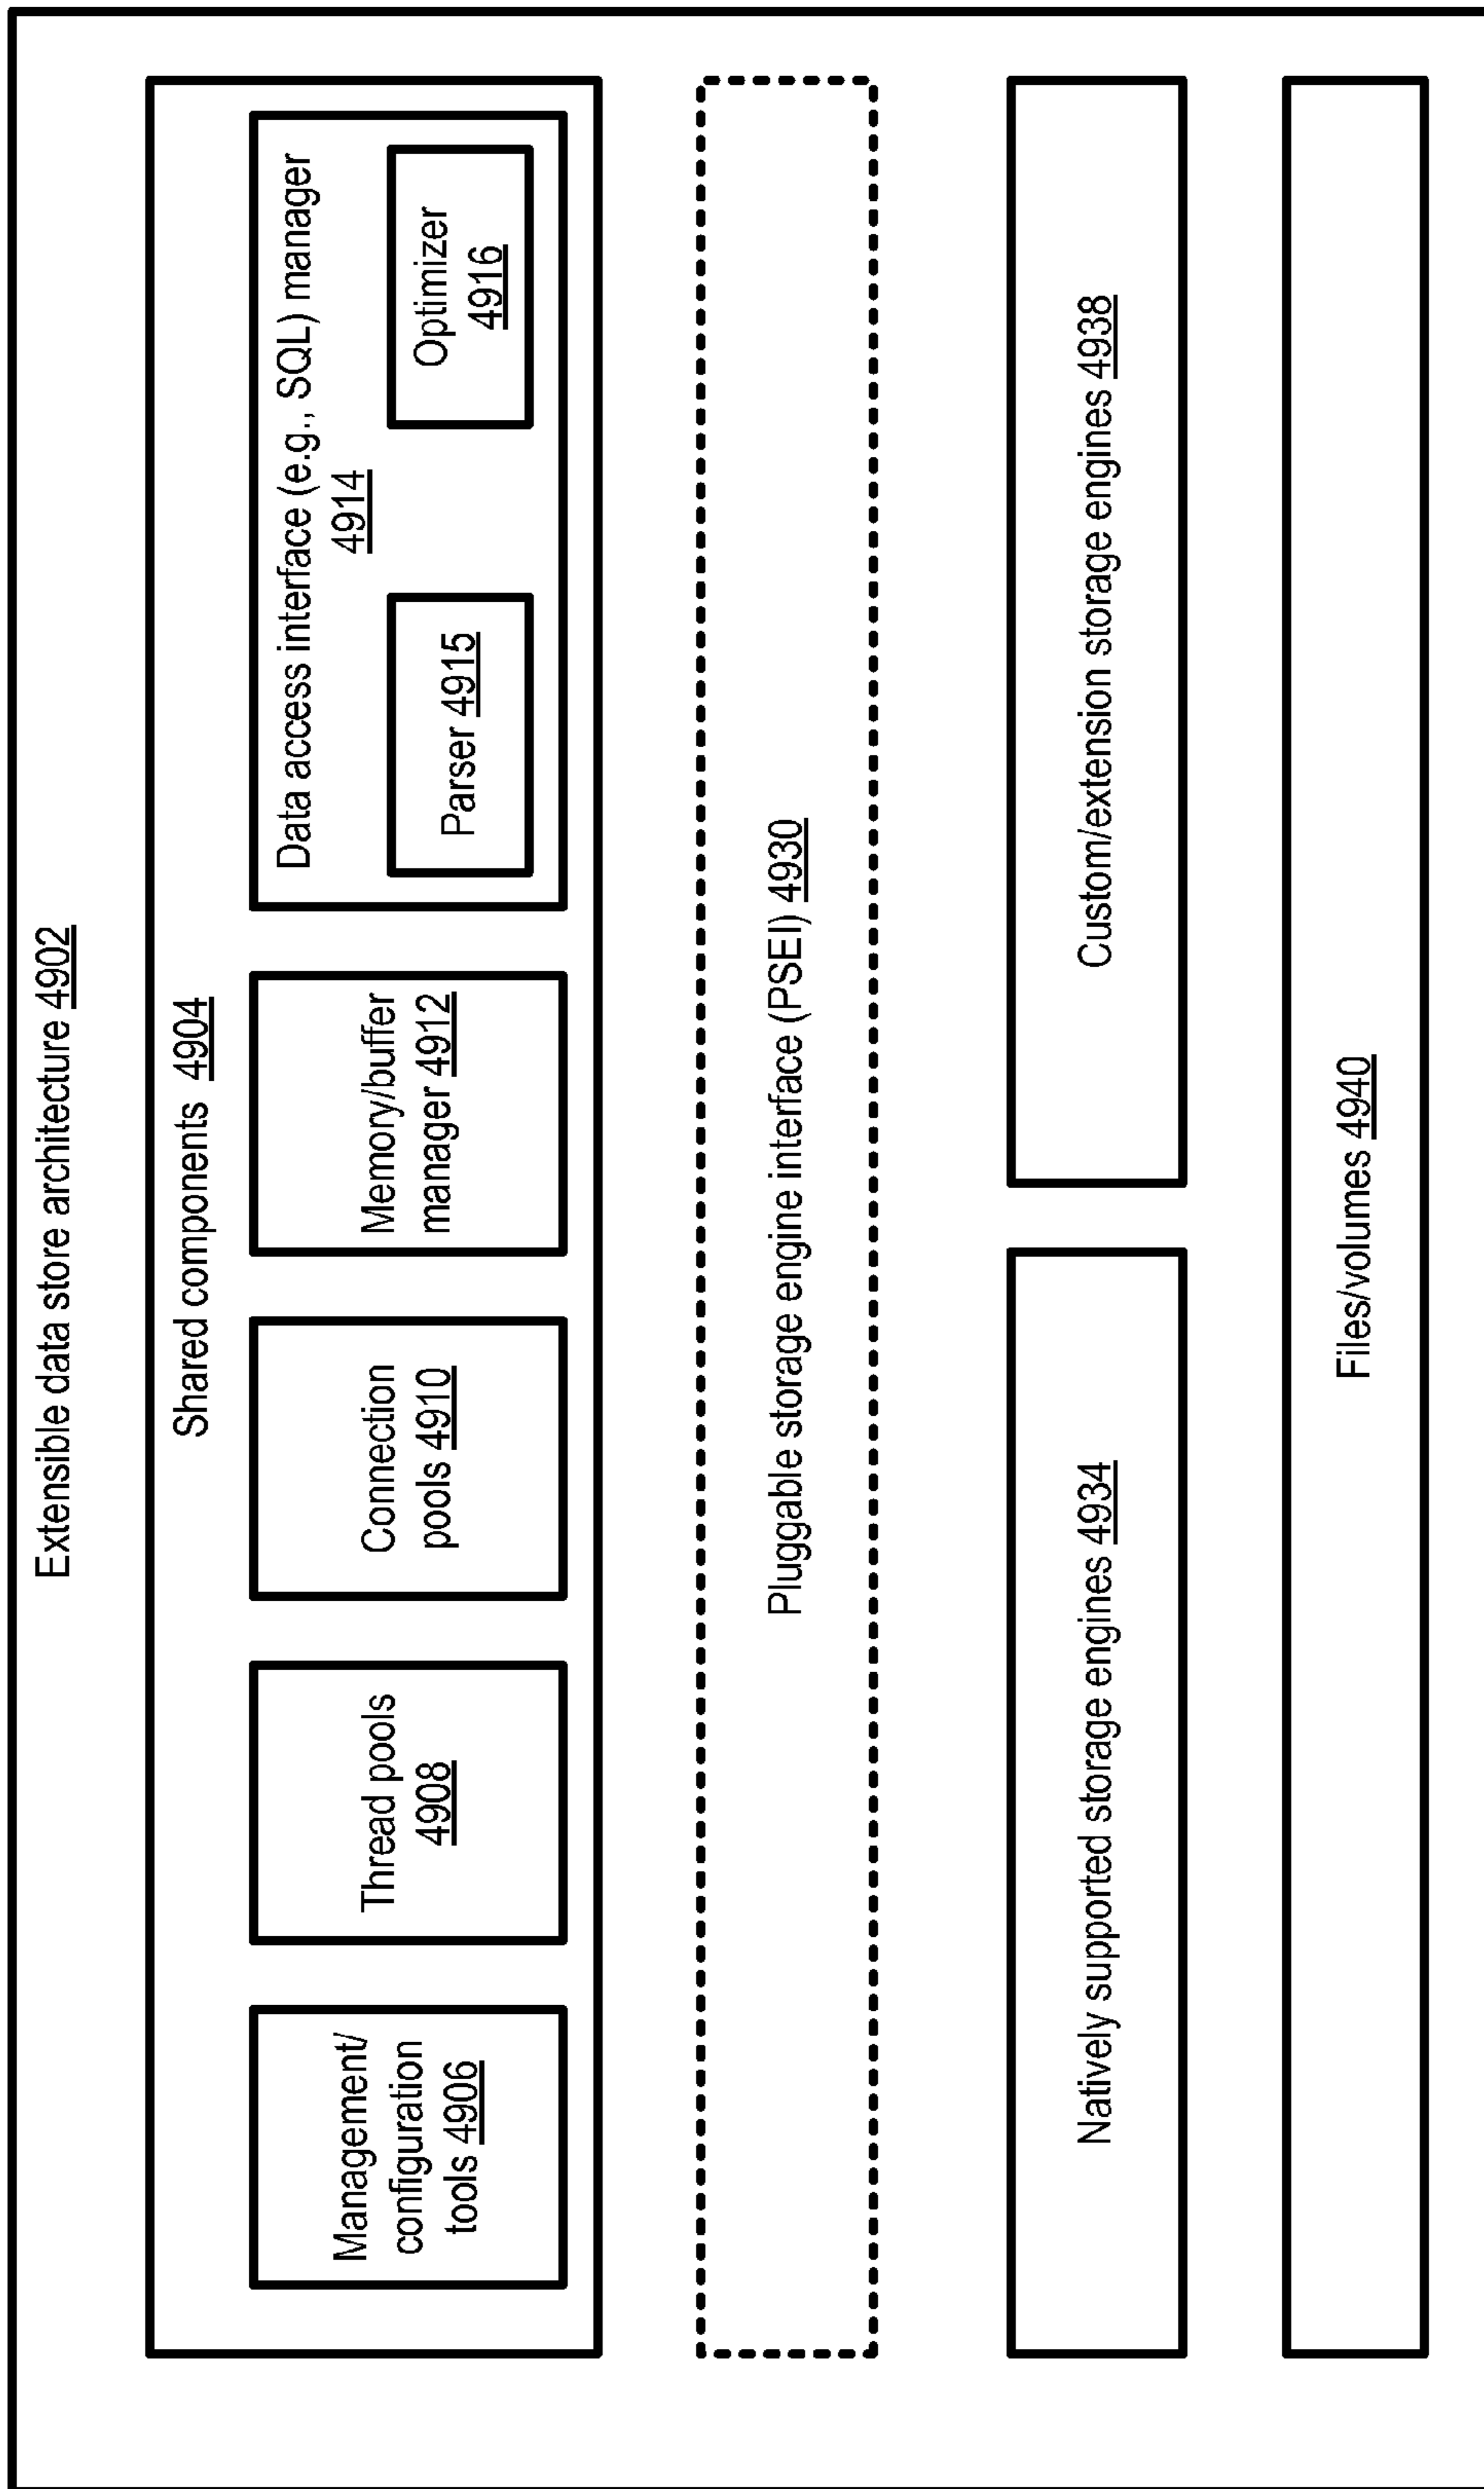 Extensible data store architecture 4902
Shared components 4904
Management/
configuration
tools 4906
Thread pools
4908
Connection
pools 4910
Memory/buffer
manager 4912
Data access interface (e.g., SQL) manager
4914
Parser 4915
Optimizer
4916
Pluggable storage engine interface (PSEI) 4930
Natively supported storage engines 4934
Custom/extension storage engines 4938
Files/volumes 4940